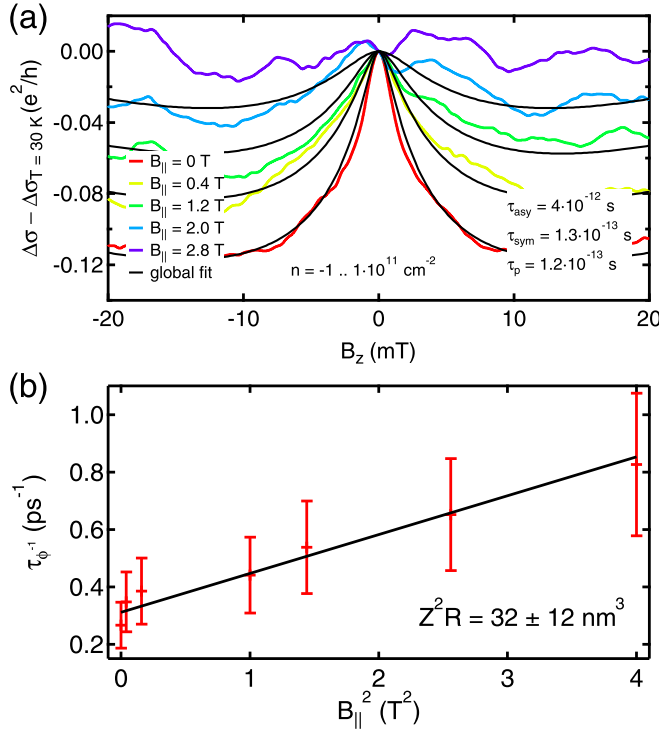 (a)
Δσ − Δσ_T = 30 K (e²/h)
0.00
-0.04
-0.08
-0.12
B_|| = 0 T
B_|| = 0.4 T
B_|| = 1.2 T
B_|| = 2.0 T
B_|| = 2.8 T
global fit
n = -1 .. 1·10¹¹ cm⁻²
τ_asy = 4·10⁻¹² s
τ_sym = 1.3·10⁻¹³ s
τ_p = 1.2·10⁻¹³ s
-20 -10 0 10 20
B_z (mT)
(b)
τ_ϕ⁻¹ (ps⁻¹)
1.0
0.8
0.6
0.4
0.2
Z²R = 32 ± 12 nm³
0 1 2 3 4
B_||² (T²)